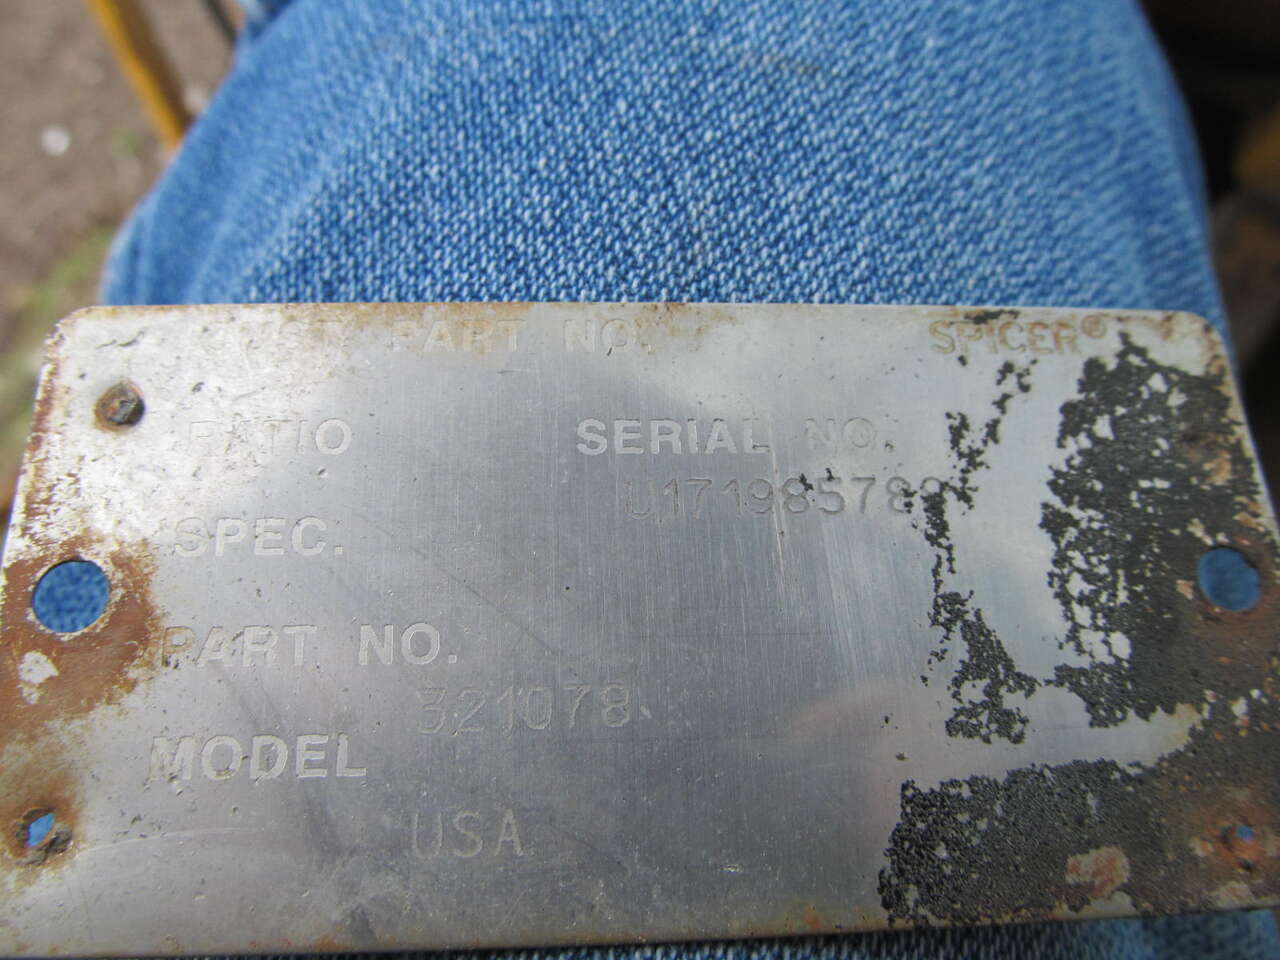 PART NO. SPICER®
RATIO SERIAL NO.
SPEC.
PART NO.
321078
MODEL
USA